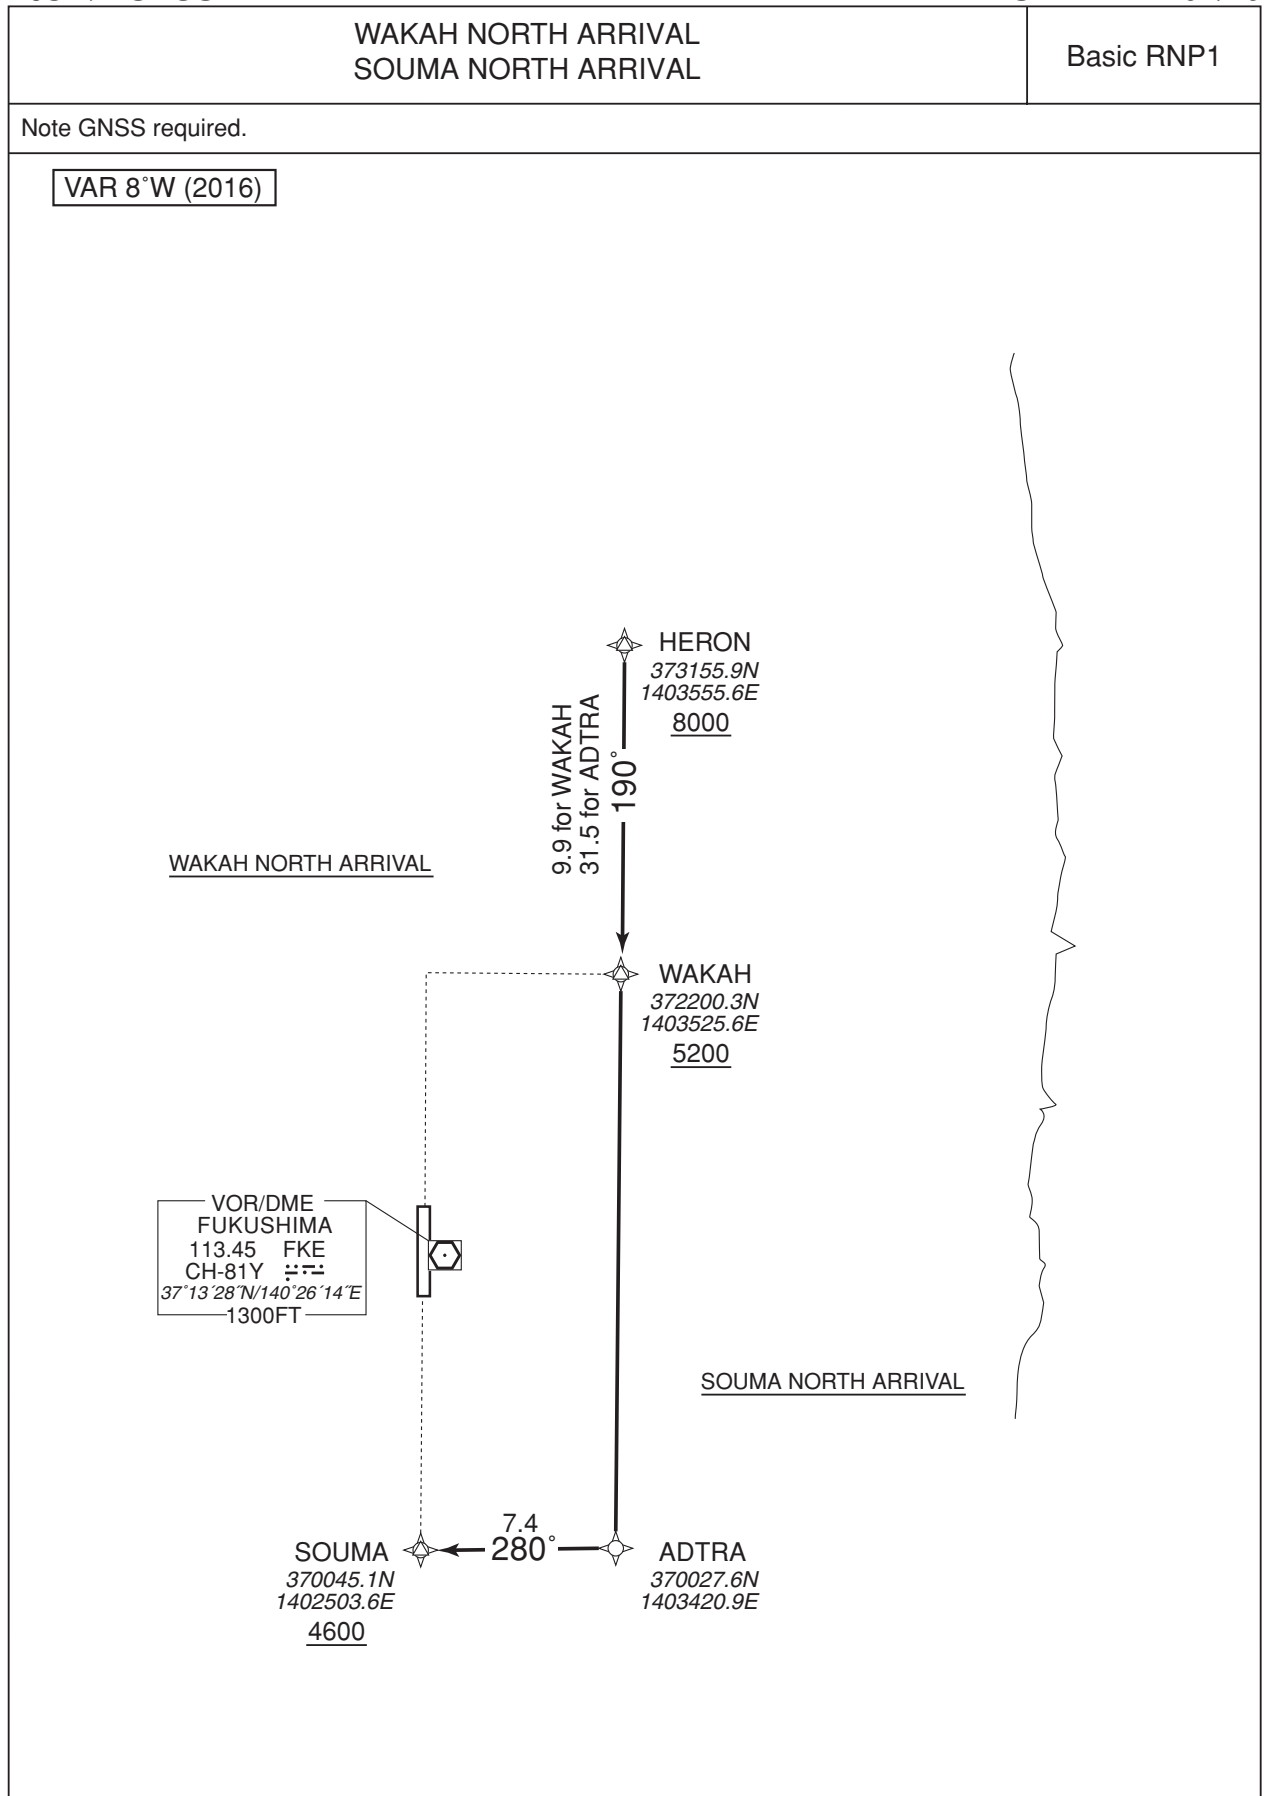 WAKAH NORTH ARRIVAL
SOUMA NORTH ARRIVAL
Basic RNP1
Note GNSS required.
VAR 8°W (2016)
HERON
373155.9N
1403555.6E
8000
9.9 for WAKAH
31.5 for ADTRA
190°
WAKAH NORTH ARRIVAL
WAKAH
372200.3N
1403525.6E
5200
VOR/DME
FUKUSHIMA
113.45 FKE
CH-81Y
37°13´28˝N/140°26´14˝E
1300FT
SOUMA NORTH ARRIVAL
7.4
280°
SOUMA
370045.1N
1402503.6E
4600
ADTRA
370027.6N
1403420.9E